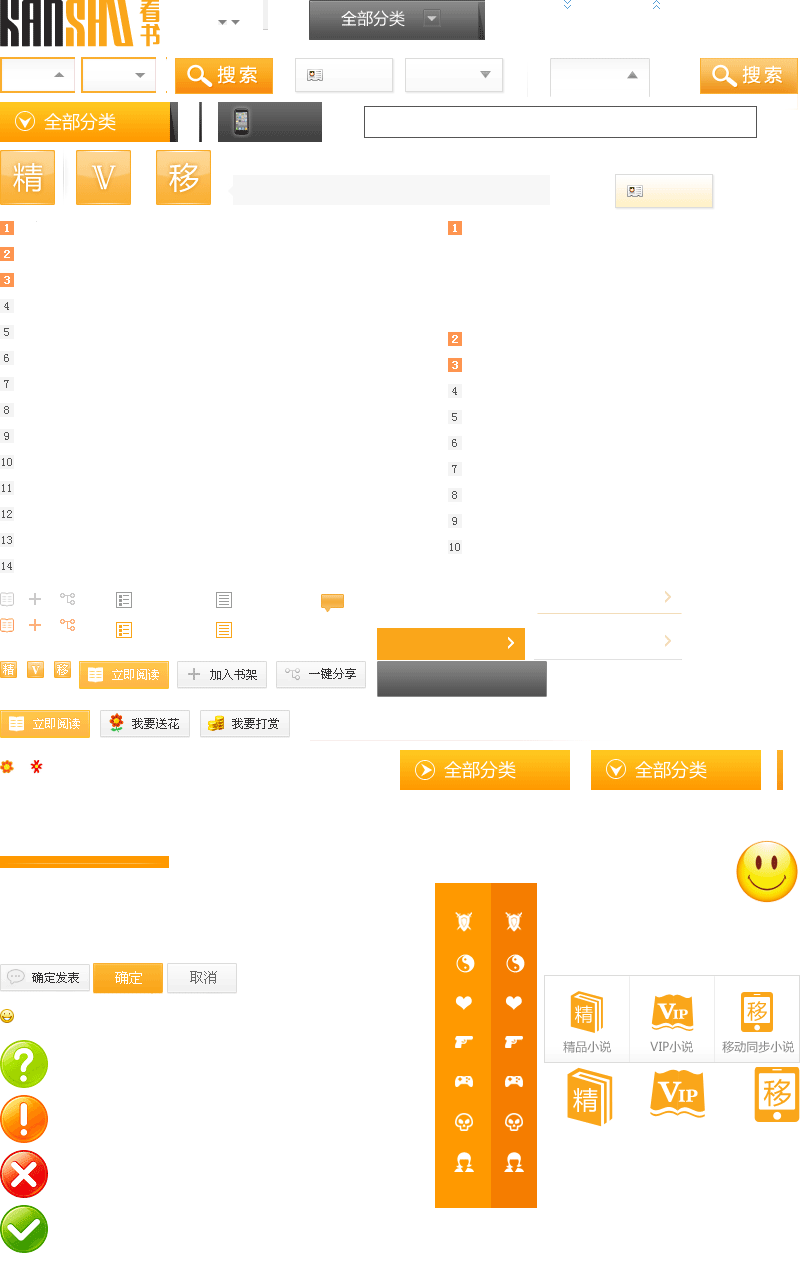 KANSHU 看书
全部分类
搜索
搜索
全部分类
精 V 移
1 1
2
3
4
5 2
6 3
7 4
8 5
9 6
10 7
11 8
12 9
13 10
14
精 V 移 立即阅读 加入书架 一键分享
立即阅读 我要送花 我要打赏
全部分类 全部分类
确定发表 确定 取消
精 VIP 移
精品小说 VIP小说 移动同步小说
精 VIP 移
?
!